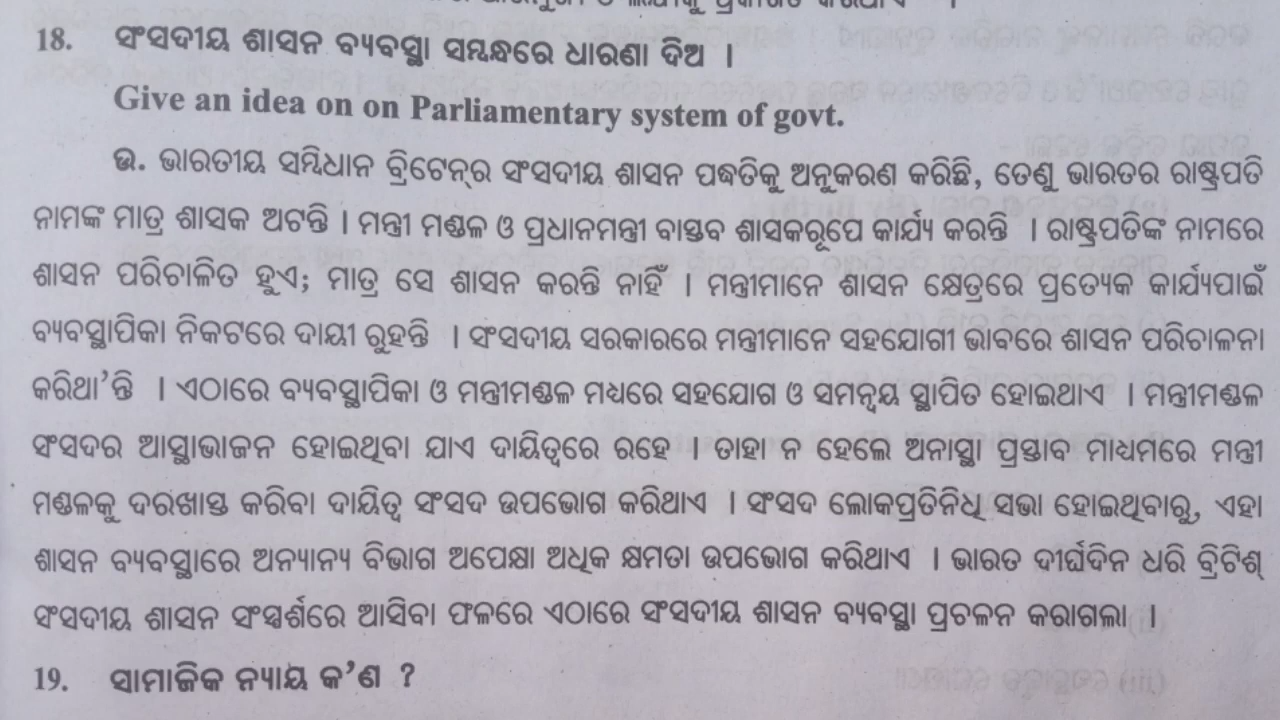 18. ସଂସଦୀୟ ଶାସନ ବ୍ୟବସ୍ଥା ସମ୍ବନ୍ଧରେ ଧାରଣା ଦିଅ ।
Give an idea on on Parliamentary system of govt.
ଉ. ଭାରତୀୟ ସମ୍ବିଧାନ ବ୍ରିଟେନ୍‌ର ସଂସଦୀୟ ଶାସନ ପଦ୍ଧତିକୁ ଅନୁକରଣ କରିଛି, ତେଣୁ ଭାରତର ରାଷ୍ଟ୍ରପତି
ନାମଙ୍କ ମାତ୍ର ଶାସକ ଅଟନ୍ତି । ମନ୍ତ୍ରୀ ମଣ୍ଡଳ ଓ ପ୍ରଧାନମନ୍ତ୍ରୀ ବାସ୍ତବ ଶାସକରୂପେ କାର୍ଯ୍ୟ କରନ୍ତି । ରାଷ୍ଟ୍ରପତିଙ୍କ ନାମରେ
ଶାସନ ପରିଚାଳିତ ହୁଏ; ମାତ୍ର ସେ ଶାସନ କରନ୍ତି ନାହିଁ । ମନ୍ତ୍ରୀମାନେ ଶାସନ କ୍ଷେତ୍ରରେ ପ୍ରତ୍ୟେକ କାର୍ଯ୍ୟପାଇଁ
ବ୍ୟବସ୍ଥାପିକା ନିକଟରେ ଦାୟୀ ରୁହନ୍ତି । ସଂସଦୀୟ ସରକାରରେ ମନ୍ତ୍ରୀମାନେ ସହଯୋଗୀ ଭାବରେ ଶାସନ ପରିଚାଳନା
କରିଥା’ନ୍ତି । ଏଠାରେ ବ୍ୟବସ୍ଥାପିକା ଓ ମନ୍ତ୍ରୀମଣ୍ଡଳ ମଧ୍ୟରେ ସହଯୋଗ ଓ ସମନ୍ୱୟ ସ୍ଥାପିତ ହୋଇଥାଏ । ମନ୍ତ୍ରୀମଣ୍ଡଳ
ସଂସଦର ଆସ୍ଥାଭାଜନ ହୋଇଥିବା ଯାଏ ଦାୟିତ୍ୱରେ ରହେ । ତାହା ନ ହେଲେ ଅନାସ୍ଥା ପ୍ରସ୍ତାବ ମାଧ୍ୟମରେ ମନ୍ତ୍ରୀ
ମଣ୍ଡଳକୁ ବରଖାସ୍ତ କରିବା ଦାୟିତ୍ୱ ସଂସଦ ଉପଭୋଗ କରିଥାଏ । ସଂସଦ ଲୋକପ୍ରତିନିଧି ସଭା ହୋଇଥିବାରୁ, ଏହା
ଶାସନ ବ୍ୟବସ୍ଥାରେ ଅନ୍ୟାନ୍ୟ ବିଭାଗ ଅପେକ୍ଷା ଅଧିକ କ୍ଷମତା ଉପଭୋଗ କରିଥାଏ । ଭାରତ ଦୀର୍ଘଦିନ ଧରି ବ୍ରିଟିଶ୍
ସଂସଦୀୟ ଶାସନ ସଂସ୍ପର୍ଶରେ ଆସିବା ଫଳରେ ଏଠାରେ ସଂସଦୀୟ ଶାସନ ବ୍ୟବସ୍ଥା ପ୍ରଚଳନ କରାଗଲା ।
19. ସାମାଜିକ ନ୍ୟାୟ କ’ଣ ?